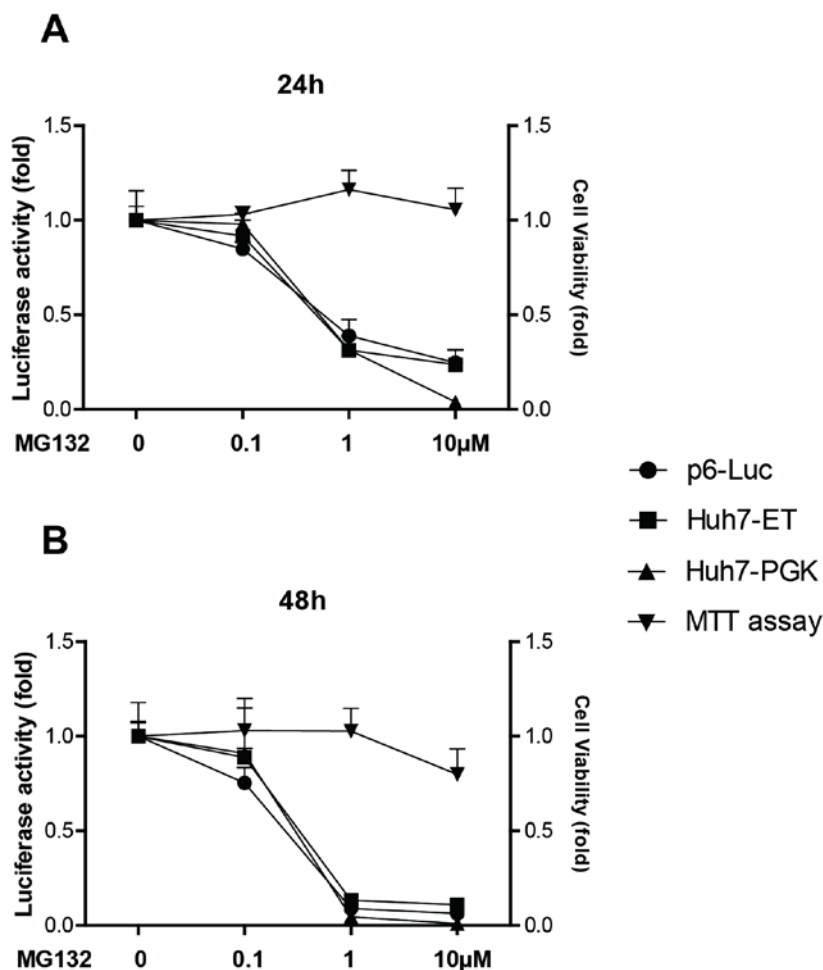 A
24h
Luciferase activity (fold)
1.5
1.0
0.5
0.0
1.5
1.0
0.5
0.0
Cell Viability (fold)
MG132 0 0.1 1 10μM
p6-Luc
Huh7-ET
Huh7-PGK
MTT assay
B
48h
Luciferase activity (fold)
1.5
1.0
0.5
0.0
1.5
1.0
0.5
0.0
Cell Viability (fold)
MG132 0 0.1 1 10μM